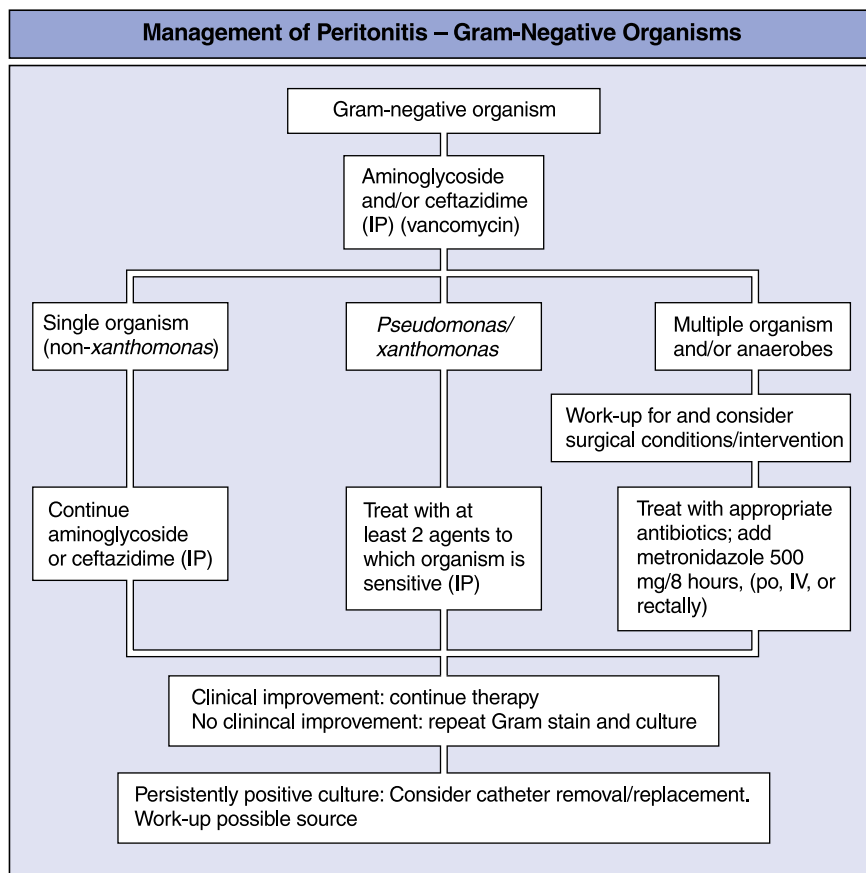 Management of Peritonitis – Gram-Negative Organisms
Gram-negative organism
Aminoglycoside
and/or ceftazidime
(IP) (vancomycin)
Single organism
(non-xanthomonas)
Pseudomonas/
xanthomonas
Multiple organism
and/or anaerobes
Work-up for and consider
surgical conditions/intervention
Continue
aminoglycoside
or ceftazidime (IP)
Treat with at
least 2 agents to
which organism is
sensitive (IP)
Treat with appropriate
antibiotics; add
metronidazole 500
mg/8 hours, (po, IV, or
rectally)
Clinical improvement: continue therapy
No clinincal improvement: repeat Gram stain and culture
Persistently positive culture: Consider catheter removal/replacement.
Work-up possible source